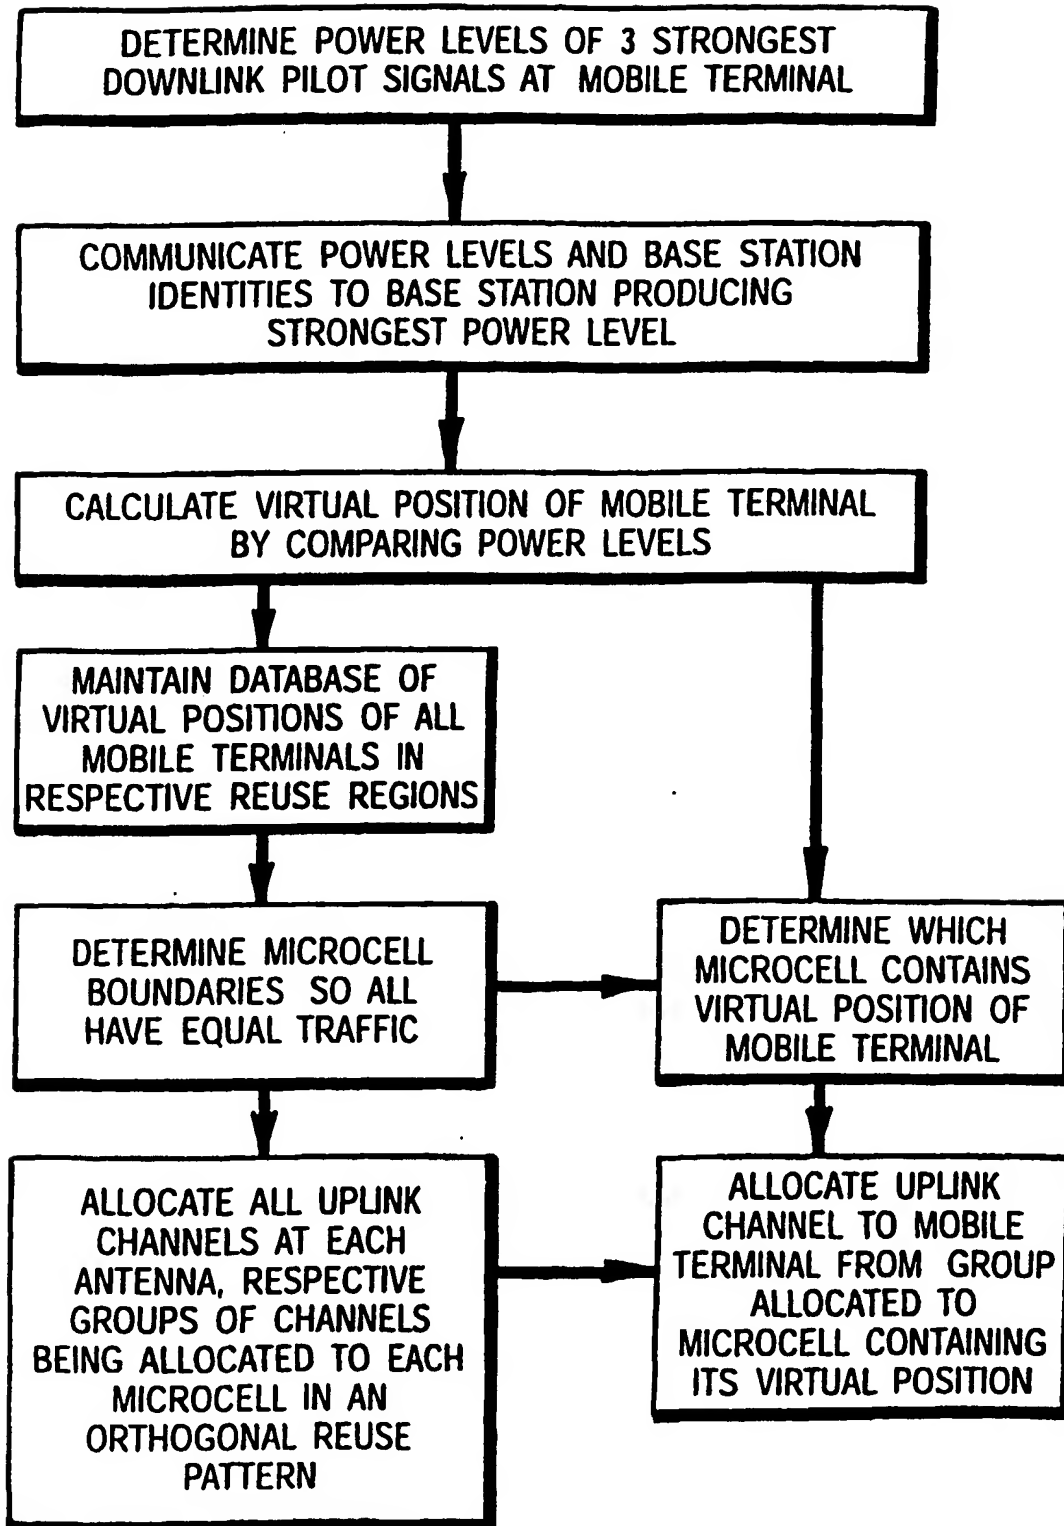 DETERMINE POWER LEVELS OF 3 STRONGEST
DOWNLINK PILOT SIGNALS AT MOBILE TERMINAL
COMMUNICATE POWER LEVELS AND BASE STATION
IDENTITIES TO BASE STATION PRODUCING
STRONGEST POWER LEVEL
CALCULATE VIRTUAL POSITION OF MOBILE TERMINAL
BY COMPARING POWER LEVELS
MAINTAIN DATABASE OF
VIRTUAL POSITIONS OF ALL
MOBILE TERMINALS IN
RESPECTIVE REUSE REGIONS
DETERMINE MICROCELL
BOUNDARIES SO ALL
HAVE EQUAL TRAFFIC
DETERMINE WHICH
MICROCELL CONTAINS
VIRTUAL POSITION OF
MOBILE TERMINAL
ALLOCATE ALL UPLINK
CHANNELS AT EACH
ANTENNA, RESPECTIVE
GROUPS OF CHANNELS
BEING ALLOCATED TO EACH
MICROCELL IN AN
ORTHOGONAL REUSE
PATTERN
ALLOCATE UPLINK
CHANNEL TO MOBILE
TERMINAL FROM GROUP
ALLOCATED TO
MICROCELL CONTAINING
ITS VIRTUAL POSITION